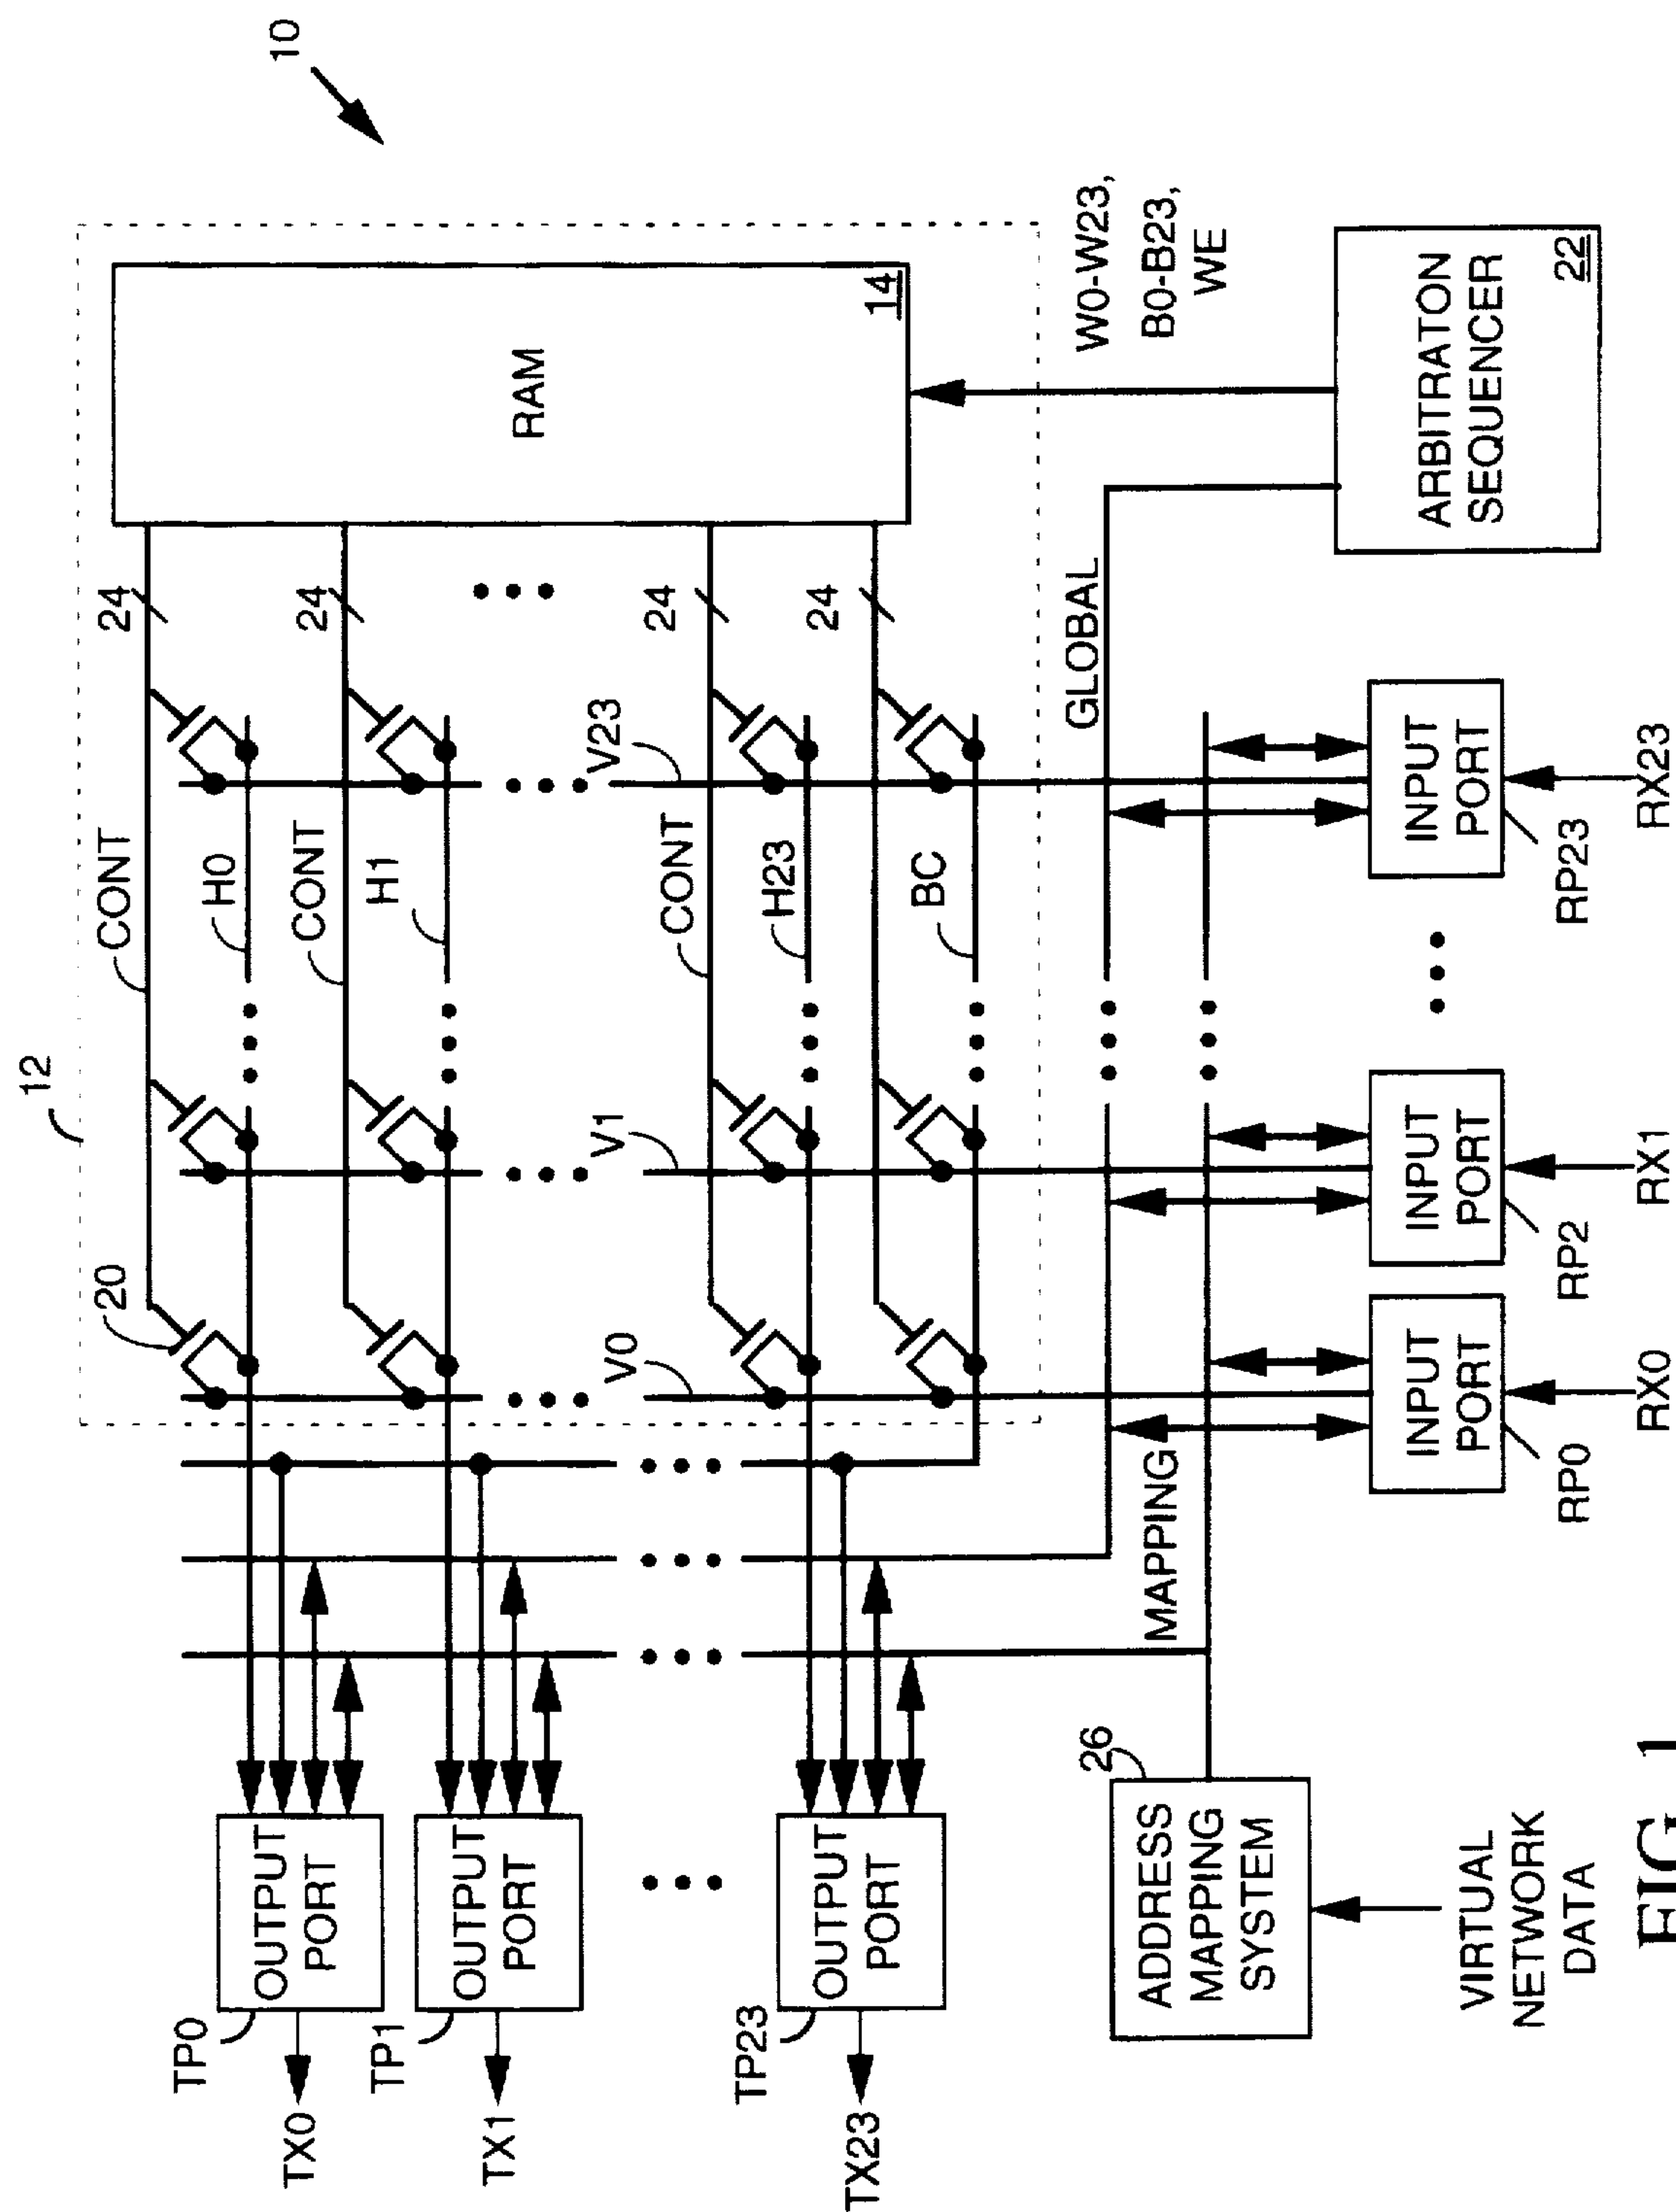 10
12
20
CONT
24
H0
CONT
24
H1
RAM
14
V0
V1
V23
CONT
24
H23
24
BC
W0-W23,
B0-B23,
WE
GLOBAL
MAPPING
OUTPUT
PORT
TP0
TX0
OUTPUT
PORT
TP1
TX1
OUTPUT
PORT
TP23
TX23
ADDRESS
MAPPING
SYSTEM
26
VIRTUAL
NETWORK
DATA
INPUT
PORT
RP0
RX0
INPUT
PORT
RP2
RX1
INPUT
PORT
RP23
RX23
ARBITRATON
SEQUENCER
22
FIG. 1